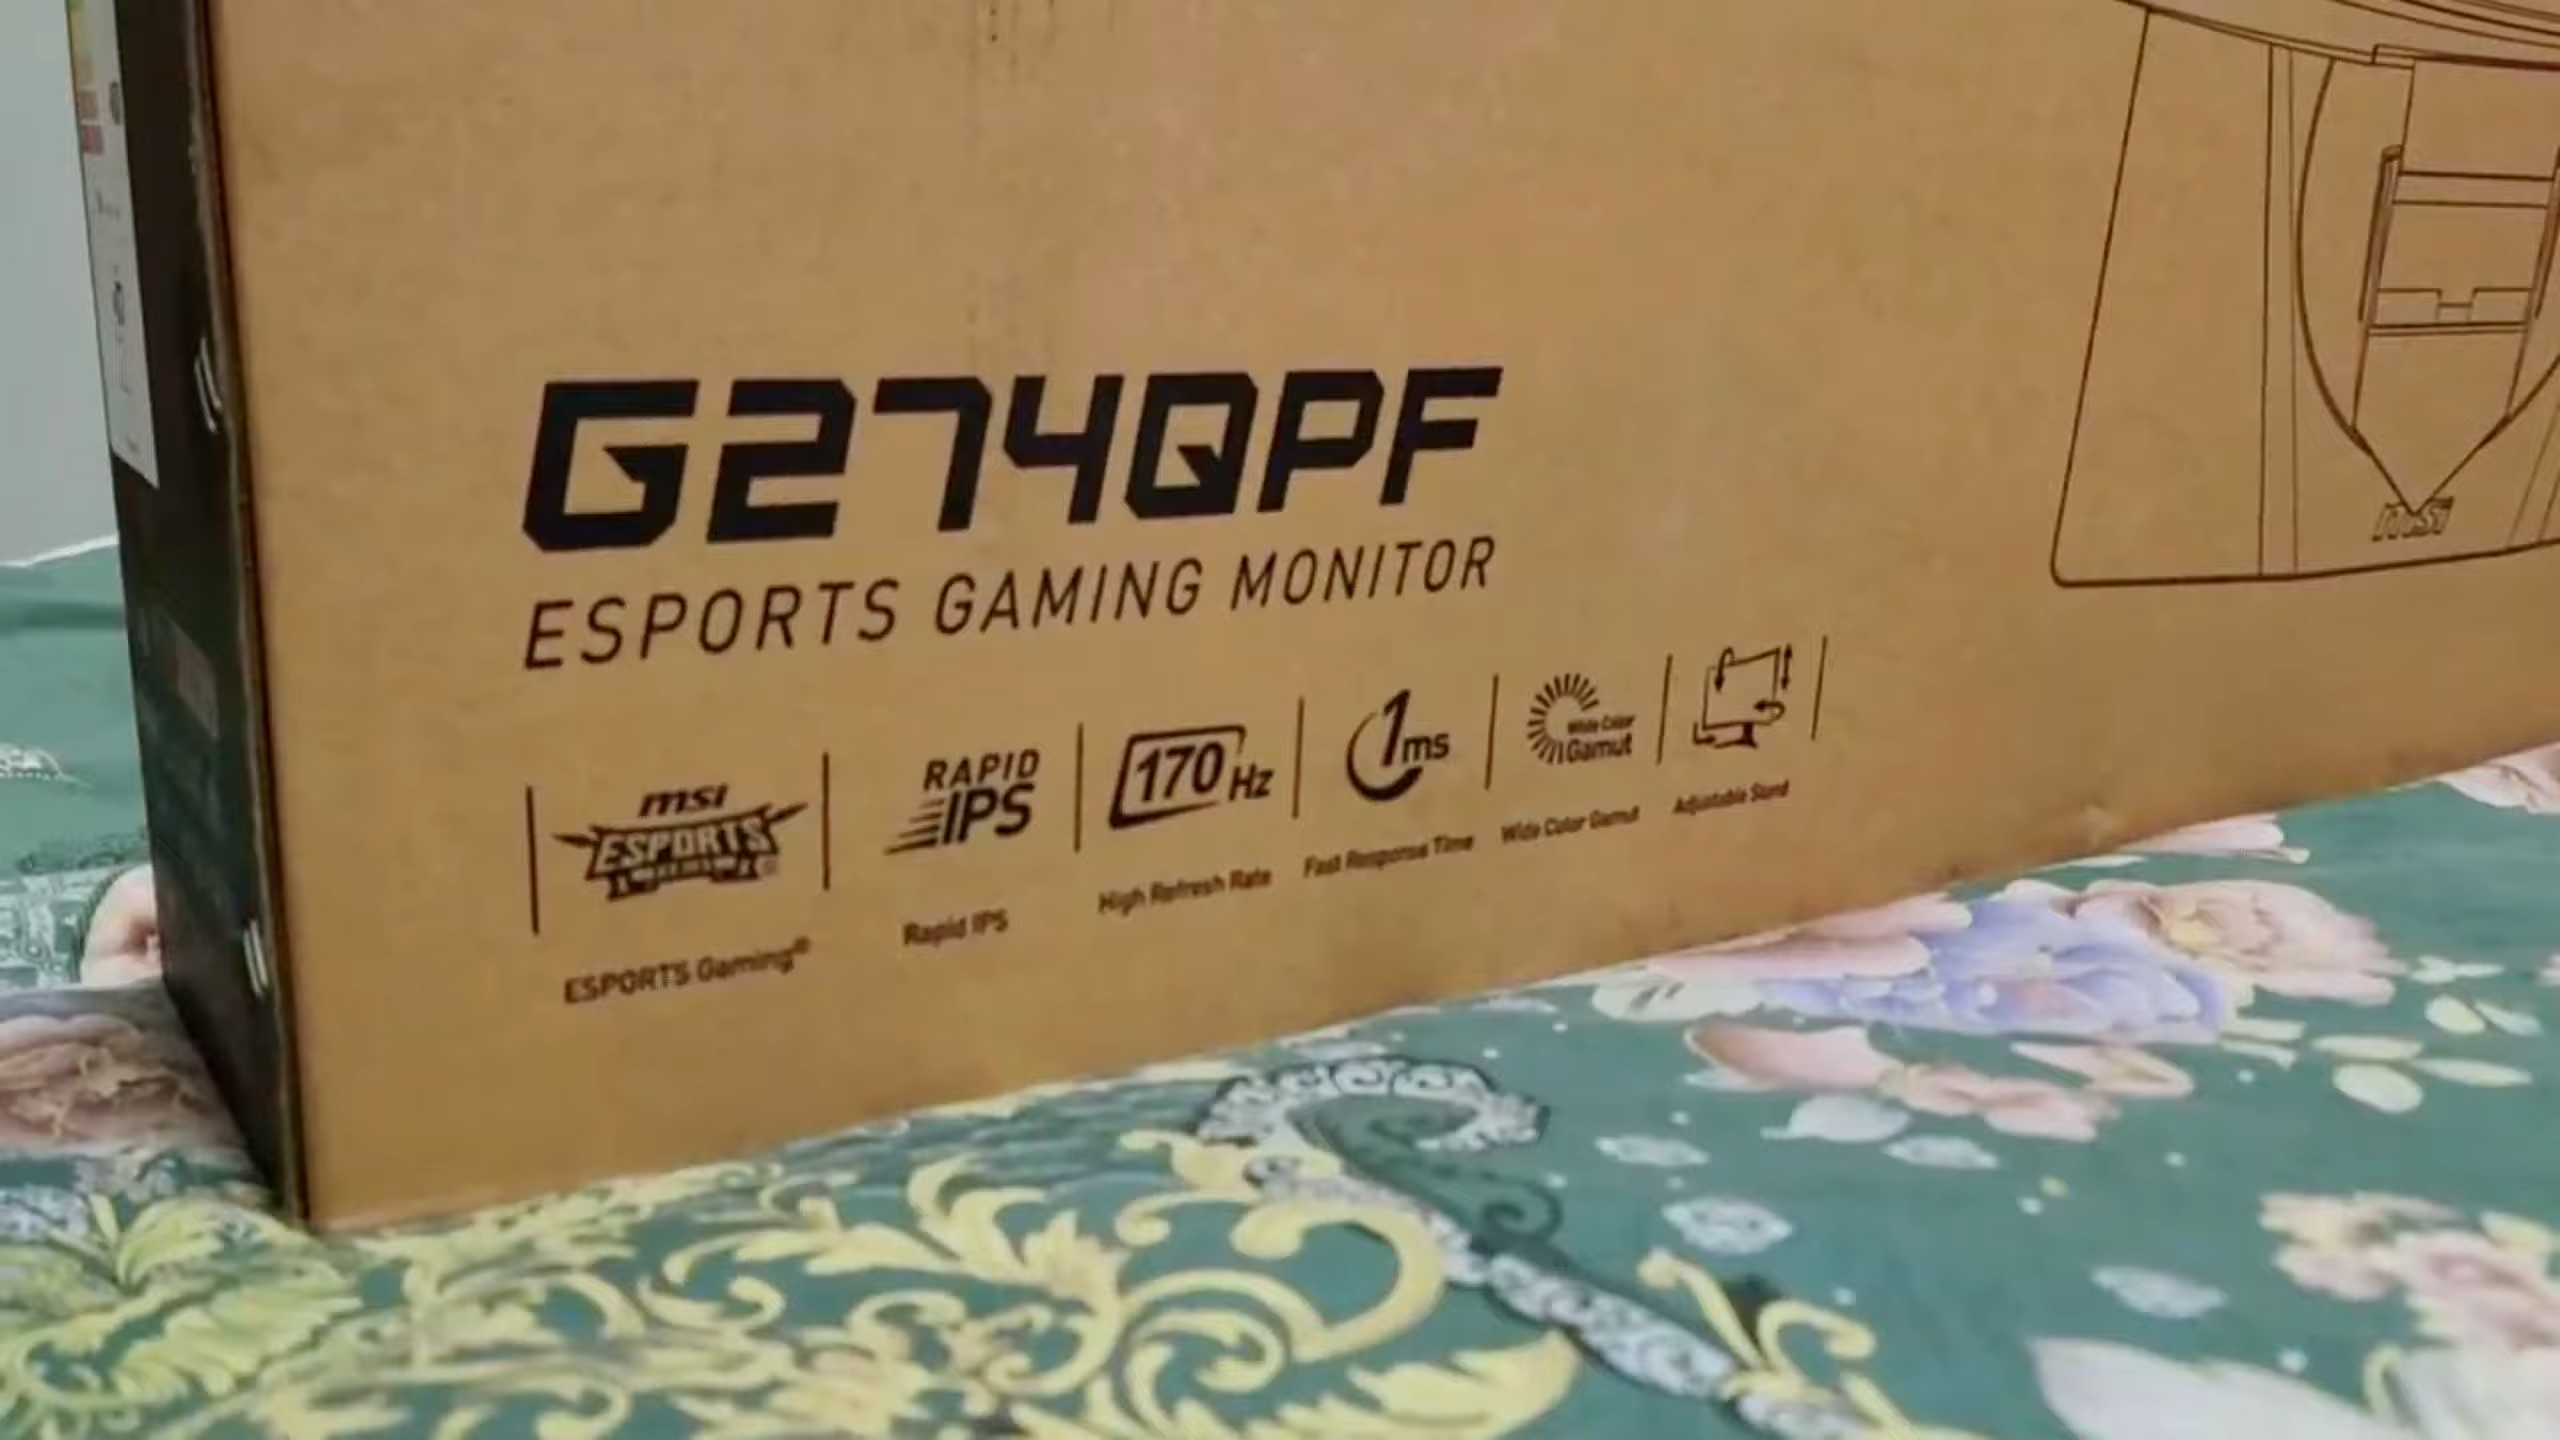 G274QPF
ESPORTS GAMING MONITOR
msi
ESPORTS
RAPID
IPS
170Hz
1ms
Wide Color
Gamut
ESPORTS Gaming®
Rapid IPS
High Refresh Rate
Fast Response Time
Wide Color Gamut
Adjustable Stand
msi